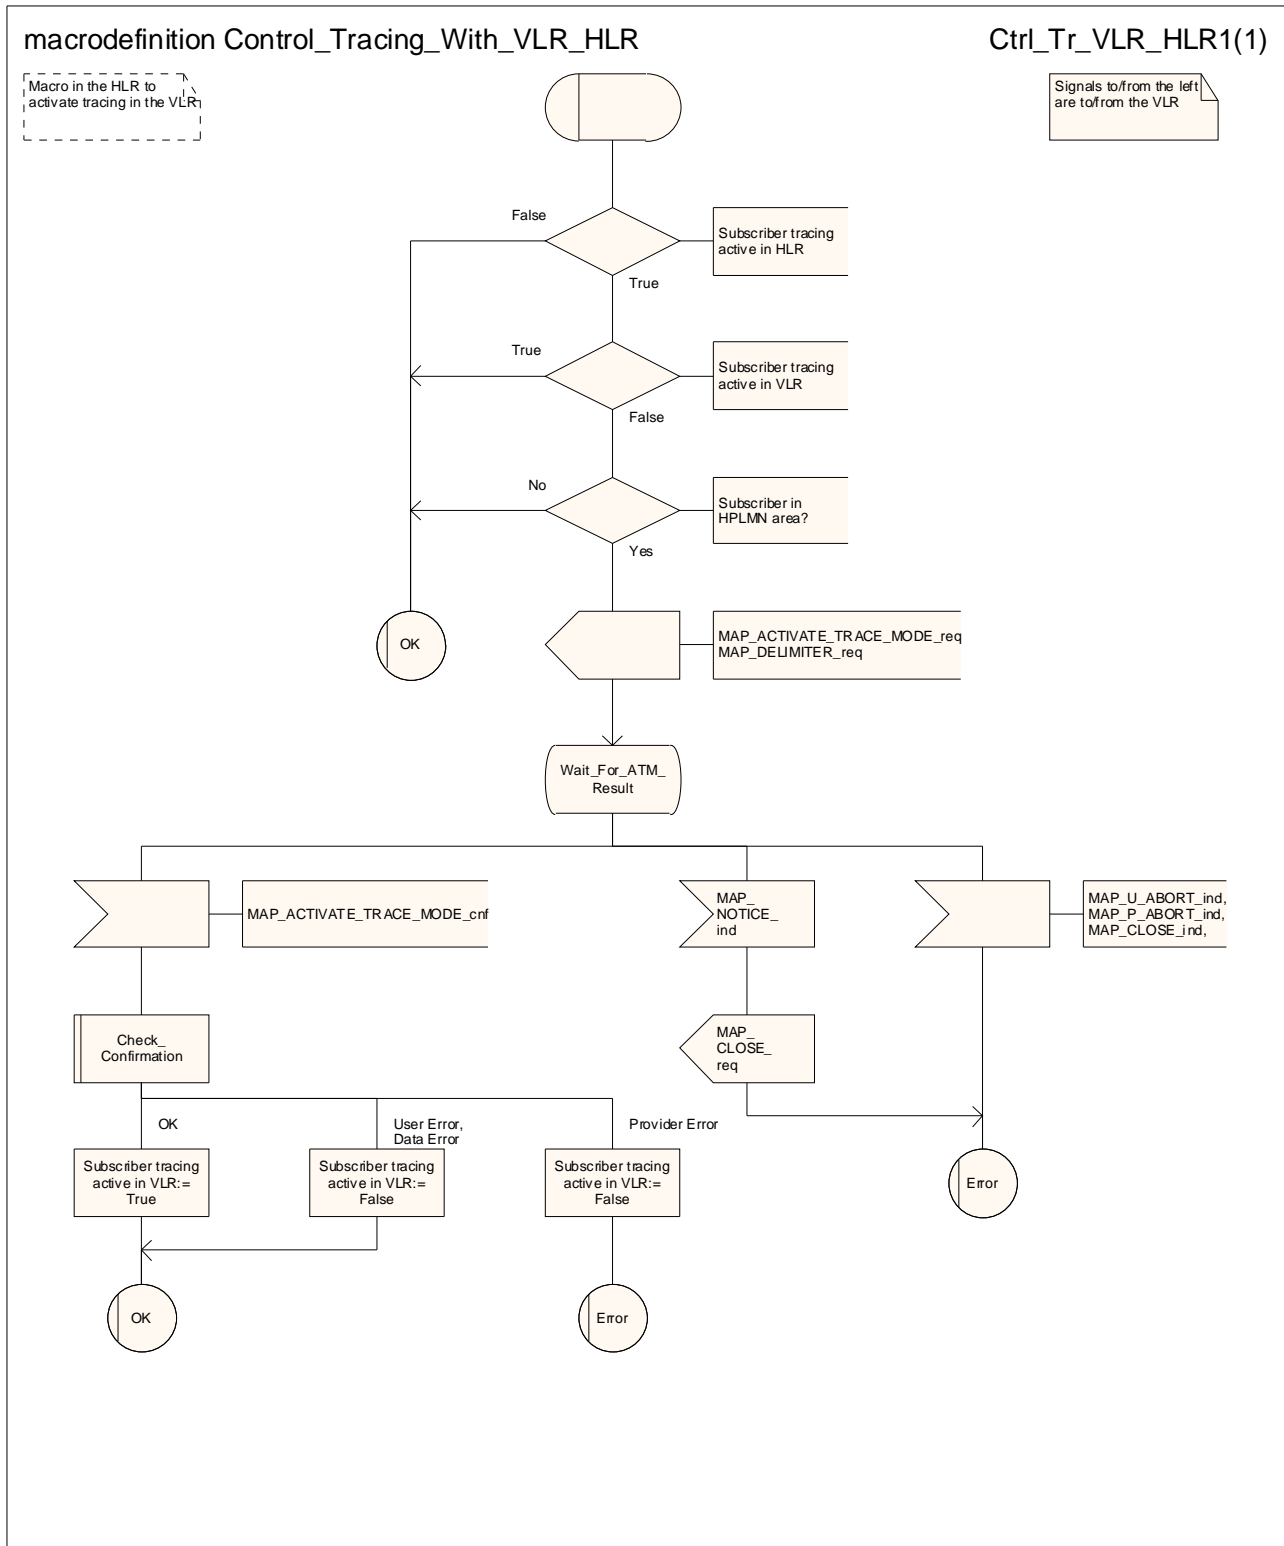 macrodefinition Control_Tracing_With_VLR_HLR
Ctrl_Tr_VLR_HLR1(1)
Macro in the HLR to
activate tracing in the VLR
Signals to/from the left
are to/from the VLR
False
Subscriber tracing
active in HLR
True
True
Subscriber tracing
active in VLR
False
No
Subscriber in
HPLMN area?
Yes
OK
MAP_ACTIVATE_TRACE_MODE_req
MAP_DELIMITER_req
Wait_For_ATM_
Result
MAP_ACTIVATE_TRACE_MODE_cnf
MAP_
NOTICE_
ind
MAP_U_ABORT_ind,
MAP_P_ABORT_ind,
MAP_CLOSE_ind,
Check_
Confirmation
MAP_
CLOSE_
req
OK
User Error,
Data Error
Provider Error
Subscriber tracing
active in VLR:=
True
Subscriber tracing
active in VLR:=
False
Subscriber tracing
active in VLR:=
False
Error
OK
Error